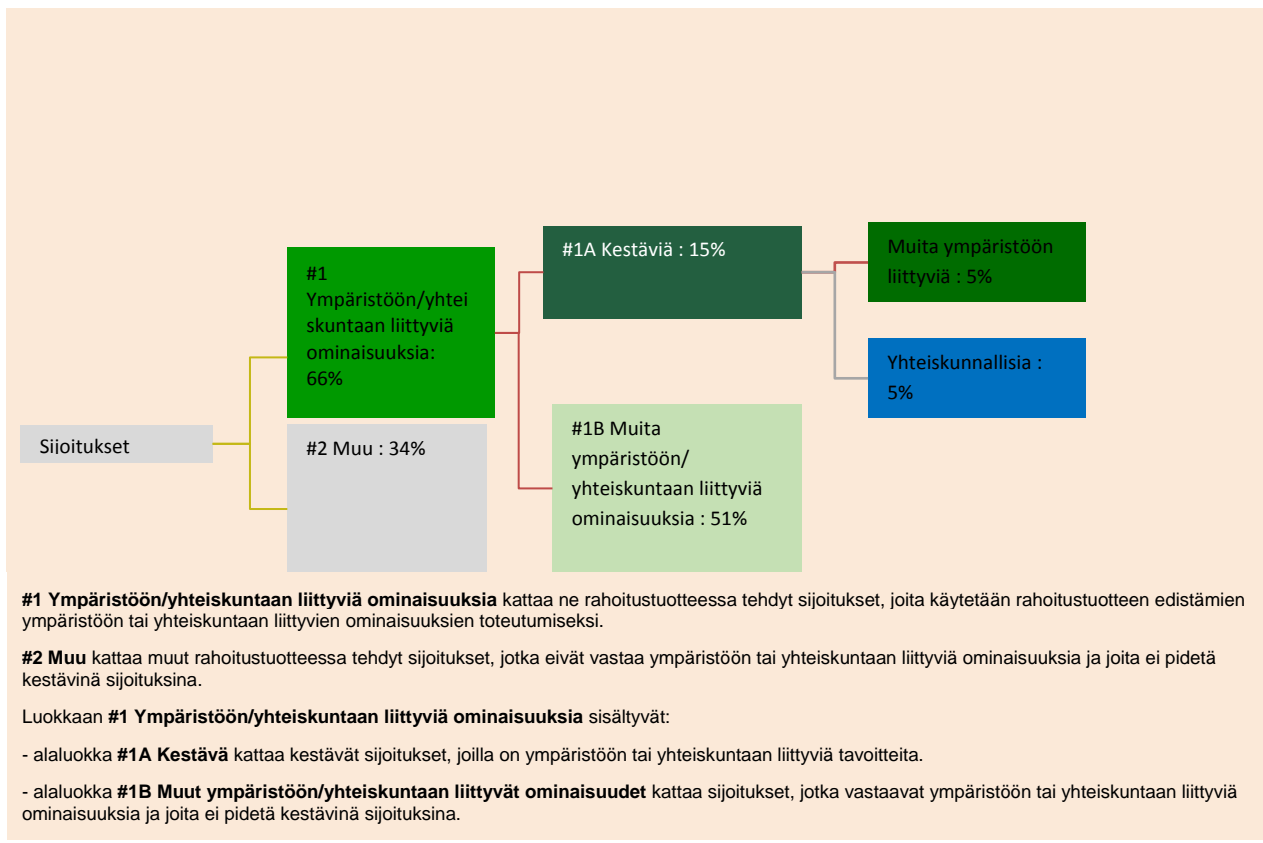 Sijoitukset
#1
Ympäristöön/yhtei
skuntaan liittyviä
ominaisuuksia:
66%
#2 Muu : 34%
#1A Kestäviä : 15%
#1B Muita
ympäristöön/
yhteiskuntaan liittyviä
ominaisuuksia : 51%
Muita ympäristöön
liittyviä : 5%
Yhteiskunnallisia :
5%
#1 Ympäristöön/yhteiskuntaan liittyviä ominaisuuksia kattaa ne rahoitustuotteessa tehdyt sijoitukset, joita käytetään rahoitustuotteen edistämien
ympäristöön tai yhteiskuntaan liittyvien ominaisuuksien toteutumiseksi.
#2 Muu kattaa muut rahoitustuotteessa tehdyt sijoitukset, jotka eivät vastaa ympäristöön tai yhteiskuntaan liittyviä ominaisuuksia ja joita ei pidetä
kestävinä sijoituksina.
Luokkaan #1 Ympäristöön/yhteiskuntaan liittyviä ominaisuuksia sisältyvät:
- alaluokka #1A Kestävä kattaa kestävät sijoitukset, joilla on ympäristöön tai yhteiskuntaan liittyviä tavoitteita.
- alaluokka #1B Muut ympäristöön/yhteiskuntaan liittyvät ominaisuudet kattaa sijoitukset, jotka vastaavat ympäristöön tai yhteiskuntaan liittyviä
ominaisuuksia ja joita ei pidetä kestävinä sijoituksina.